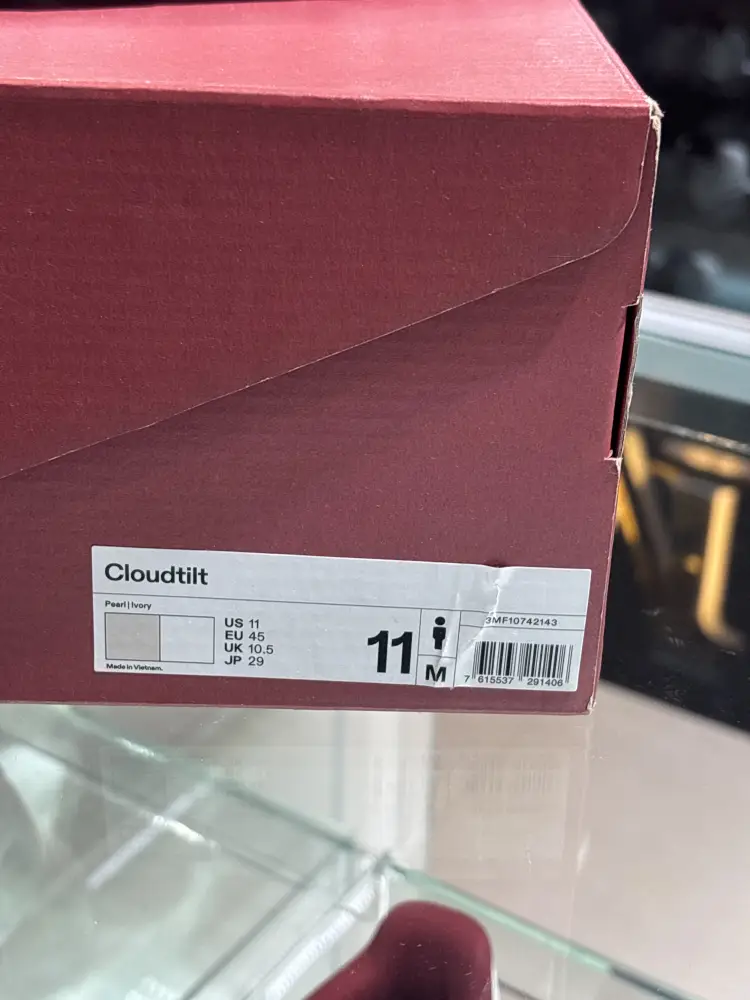 Cloudtilt
Pearl | Ivory
US 11
EU 45
UK 10.5
JP 29
Made in Vietnam.
11
M
3MF10742143
7 615537 291406